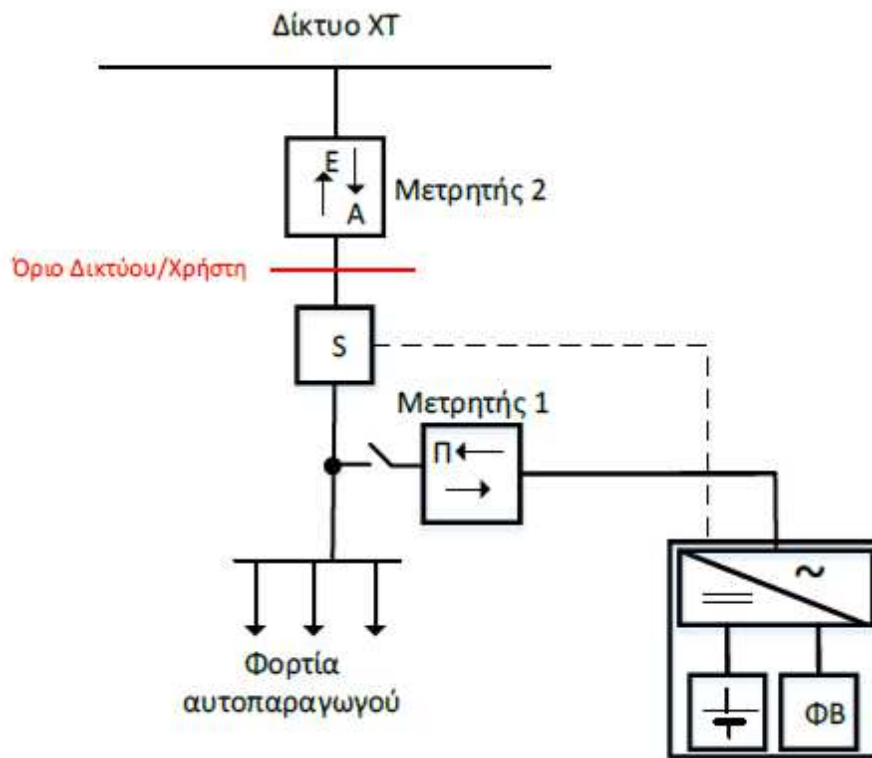 Δίκτυο ΧΤ
Ε
Α
Μετρητής 2
Όριο Δικτύου/Χρήστη
S
Μετρητής 1
Π
~
Φορτία
αυτοπαραγωγού
ΦΒ